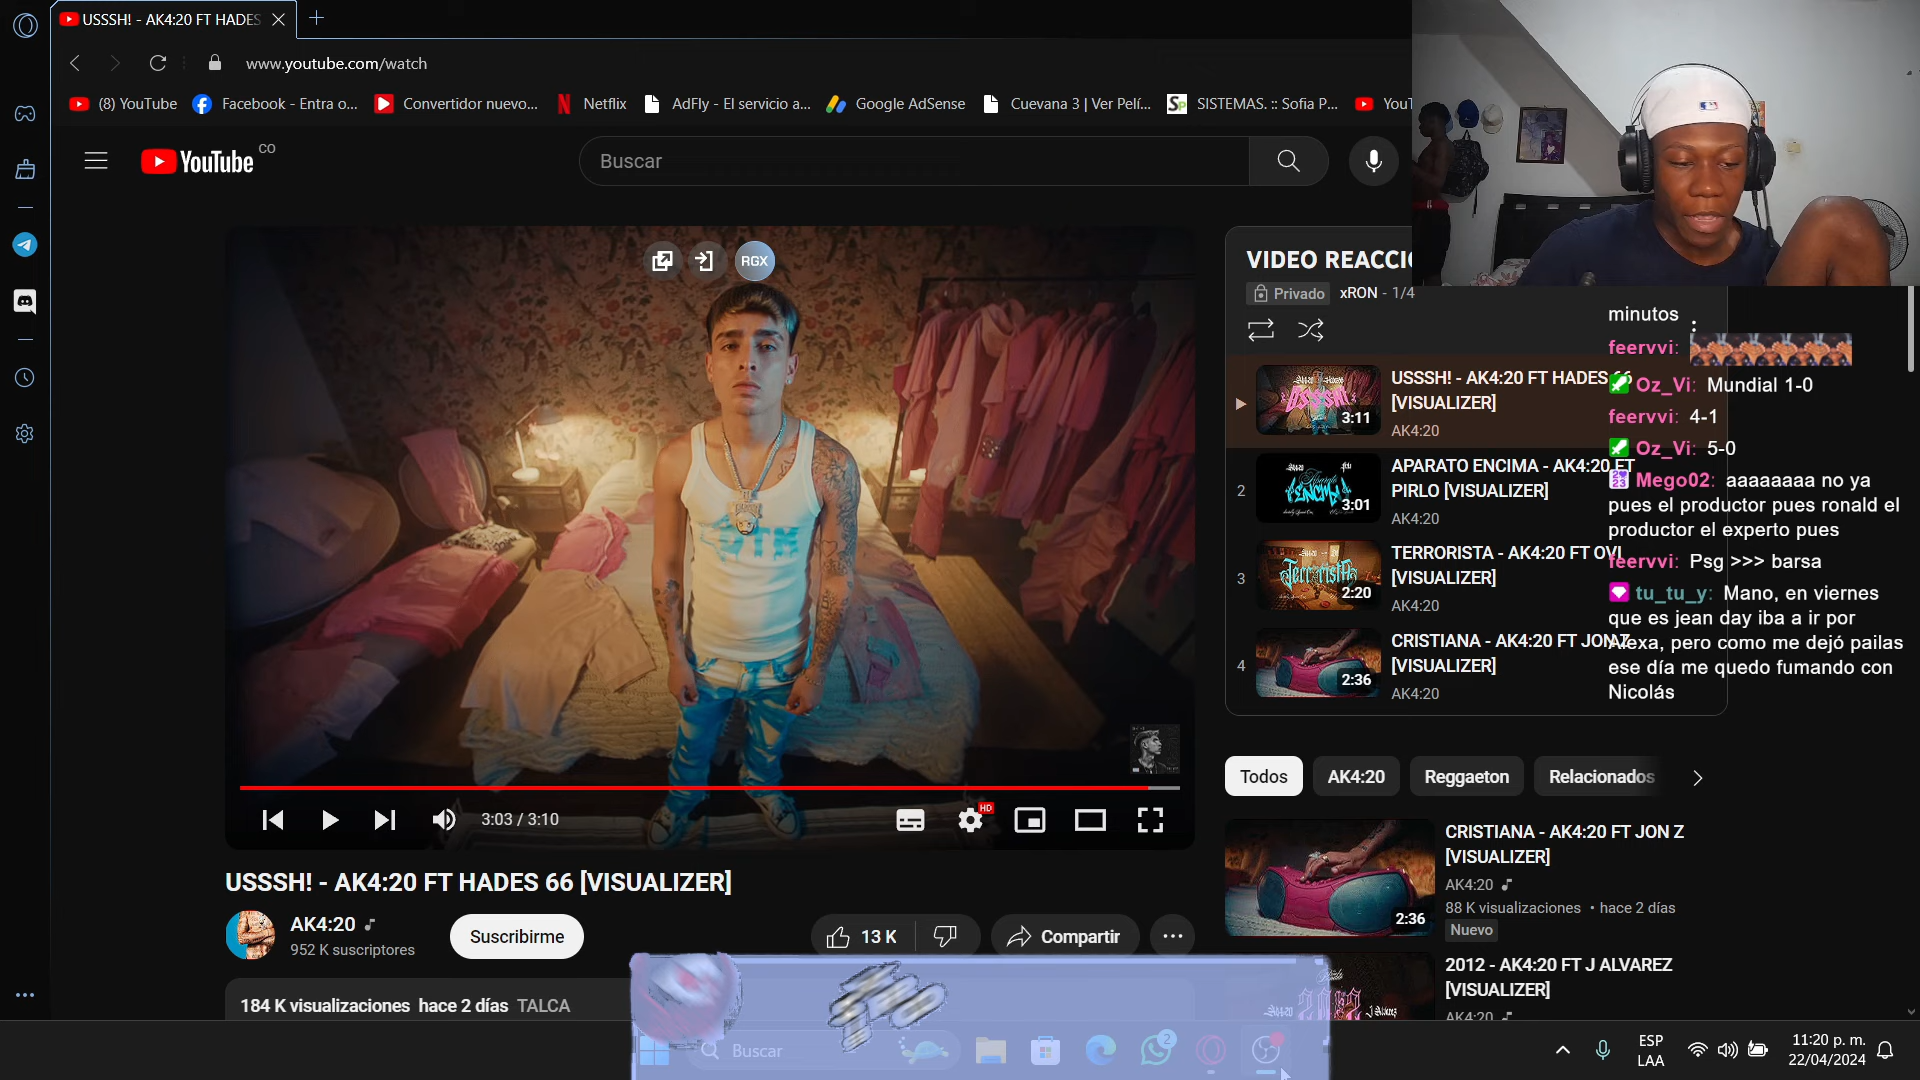 USSSH! - AK4:20 FT HADES
www.youtube.com/watch
(8) YouTube
Facebook - Entra o...
Convertidor nuevo...
Netflix
AdFly - El servicio a...
Google AdSense
Cuevana 3 | Ver Pelí...
SISTEMAS. :: Sofia P...
YouT
YouTube CO
Buscar
RGX
VIDEO REACCI
Privado
xRON - 1/4
USSSH! - AK4:20 FT HADES 66
[VISUALIZER]
AK4:20
3:11
2
APARATO ENCIMA - AK4:20 FT
PIRLO [VISUALIZER]
AK4:20
3:01
3
TERRORISTA - AK4:20 FT OVI
[VISUALIZER]
AK4:20
2:20
4
CRISTIANA - AK4:20 FT JON Z
[VISUALIZER]
AK4:20
2:36
minutos
feervvi:
Oz_Vi: Mundial 1-0
feervvi: 4-1
Oz_Vi: 5-0
Mego02: aaaaaaaa no ya
pues el productor pues ronald el
productor el experto pues
feervvi: Psg >>> barsa
tu_tu_y: Mano, en viernes
que es jean day iba a ir por
Alexa, pero como me dejó pailas
ese día me quedo fumando con
Nicolás
3:03 / 3:10
HD
USSSH! - AK4:20 FT HADES 66 [VISUALIZER]
AK4:20
952 K suscriptores
Suscribirme
13 K
Compartir
184 K visualizaciones hace 2 días TALCA
Todos
AK4:20
Reggaeton
Relacionados
CRISTIANA - AK4:20 FT JON Z
[VISUALIZER]
AK4:20
88 K visualizaciones • hace 2 días
Nuevo
2:36
2012 - AK4:20 FT J ALVAREZ
[VISUALIZER]
AK4:20
Buscar
2
ESP
LAA
11:20 p. m.
22/04/2024